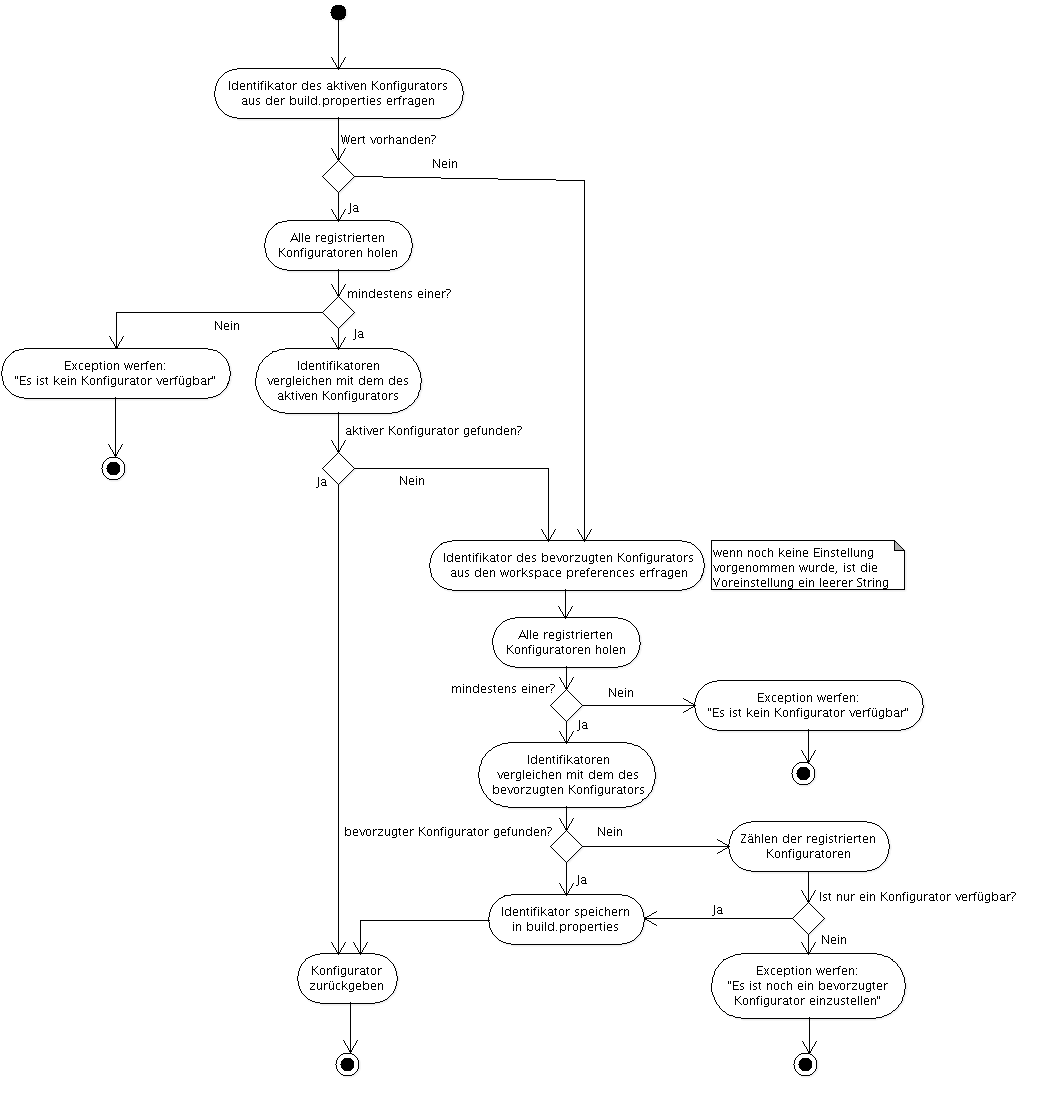 Identifikator des aktiven Konfigurators
aus der build.properties erfragen
Wert vorhanden?
Nein
Ja
Alle registrierten
Konfiguratoren holen
mindestens einer?
Nein
Ja
Exception werfen:
"Es ist kein Konfigurator verfügbar"
Identifikatoren
vergleichen mit dem des
aktiven Konfigurators
aktiver Konfigurator gefunden?
Ja
Nein
Identifikator des bevorzugten Konfigurators
aus den workspace preferences erfragen
wenn noch keine Einstellung
vorgenommen wurde, ist die
Voreinstellung ein leerer String
Alle registrierten
Konfiguratoren holen
mindestens einer?
Nein
Ja
Exception werfen:
"Es ist kein Konfigurator verfügbar"
Identifikatoren
vergleichen mit dem des
bevorzugten Konfigurators
bevorzugter Konfigurator gefunden?
Nein
Ja
Zählen der registrierten
Konfiguratoren
Ist nur ein Konfigurator verfügbar?
Ja
Nein
Identifikator speichern
in build.properties
Konfigurator
zurückgeben
Exception werfen:
"Es ist noch ein bevorzugter
Konfigurator einzustellen"